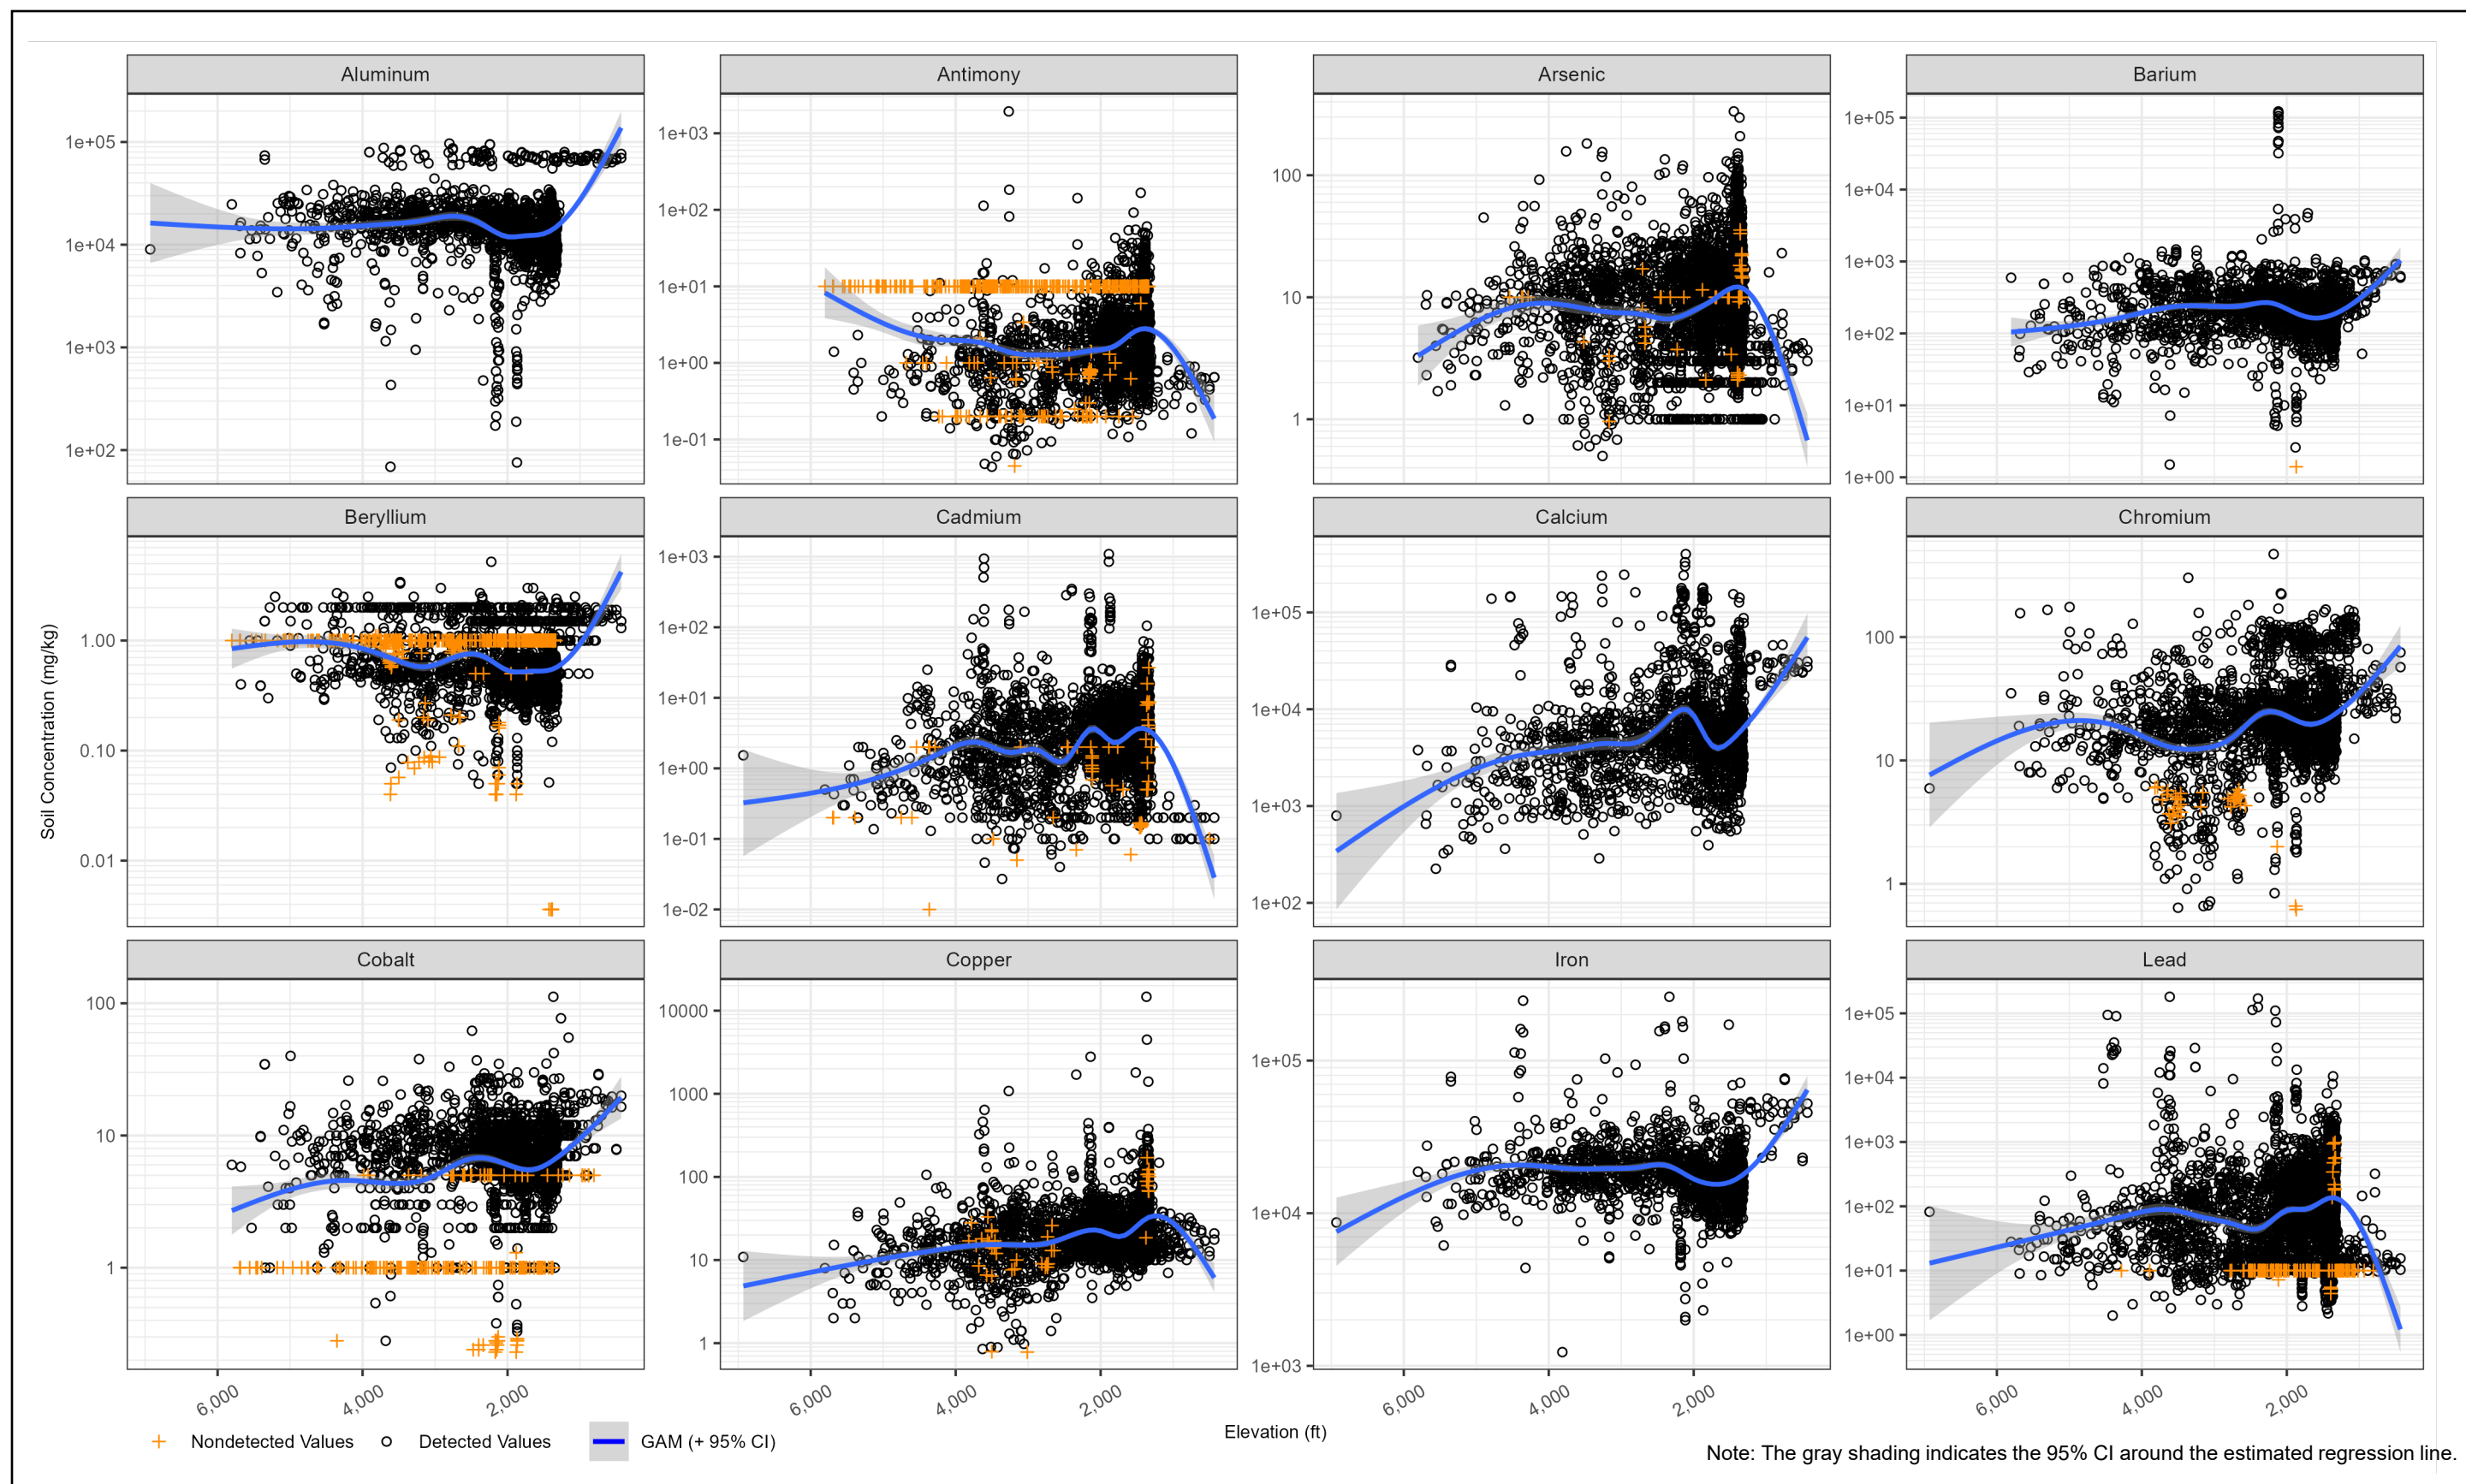 Aluminum
Antimony
Arsenic
Barium
1e+05
1e+04
1e+03
1e+02
1e+03
1e+02
1e+01
1e+00
1e-01
100
10
1
1e+05
1e+04
1e+03
1e+02
1e+01
1e+00
Beryllium
Cadmium
Calcium
Chromium
1.00
0.10
0.01
1e+03
1e+02
1e+01
1e+00
1e-01
1e-02
1e+05
1e+04
1e+03
1e+02
100
10
1
Soil Concentration (mg/kg)
Cobalt
Copper
Iron
Lead
100
10
1
10000
1000
100
10
1
1e+05
1e+04
1e+03
1e+05
1e+04
1e+03
1e+02
1e+01
1e+00
6,000 4,000 2,000
6,000 4,000 2,000
6,000 4,000 2,000
6,000 4,000 2,000
Elevation (ft)
Nondetected Values Detected Values GAM (+ 95% CI)
Note: The gray shading indicates the 95% CI around the estimated regression line.